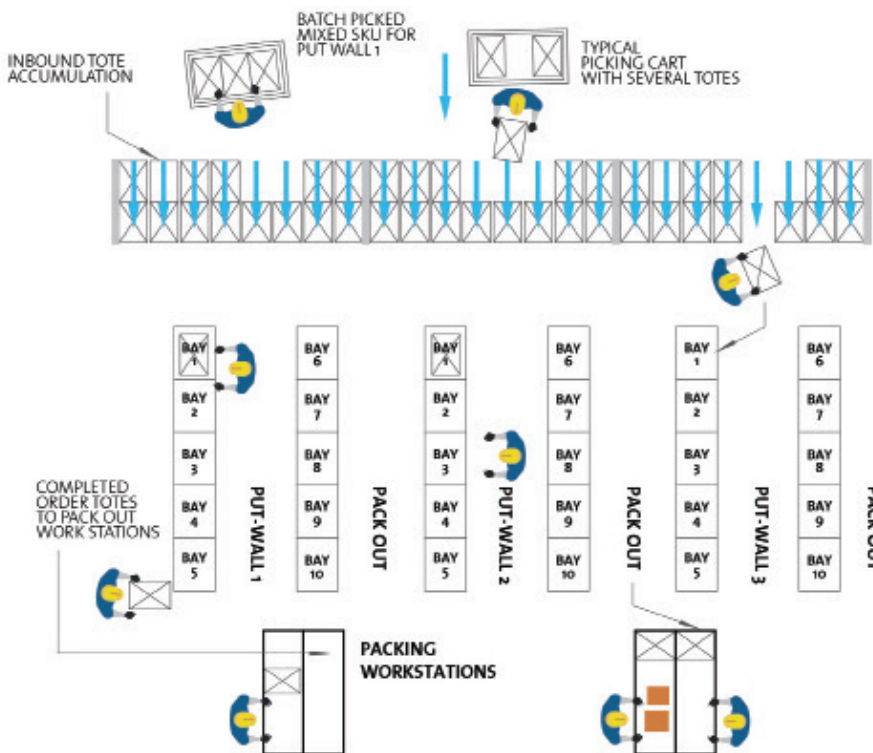 BATCH PICKED
MIXED SKU FOR
PUT WALL 1
TYPICAL
PICKING CART
WITH SEVERAL TOTES
INBOUND TOTE
ACCUMULATION
BAY
1
BAY
2
BAY
3
BAY
4
BAY
5
PUT-WALL 1
BAY
6
BAY
7
BAY
8
BAY
9
BAY
10
PACK OUT
BAY
1
BAY
2
BAY
3
BAY
4
BAY
5
PUT-WALL 2
BAY
6
BAY
7
BAY
8
BAY
9
BAY
10
PACK OUT
BAY
1
BAY
2
BAY
3
BAY
4
BAY
5
PUT-WALL 3
BAY
6
BAY
7
BAY
8
BAY
9
BAY
10
PACK OUT
COMPLETED
ORDER TOTES
TO PACK OUT
WORK STATIONS
PACKING
WORKSTATIONS